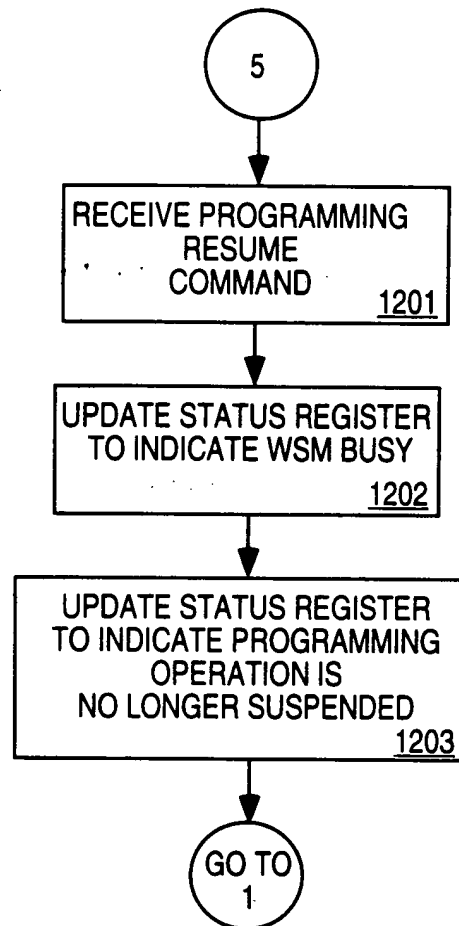 5
RECEIVE PROGRAMMING
RESUME
COMMAND
1201
UPDATE STATUS REGISTER
TO INDICATE WSM BUSY
1202
UPDATE STATUS REGISTER
TO INDICATE PROGRAMMING
OPERATION IS
NO LONGER SUSPENDED
1203
GO TO
1